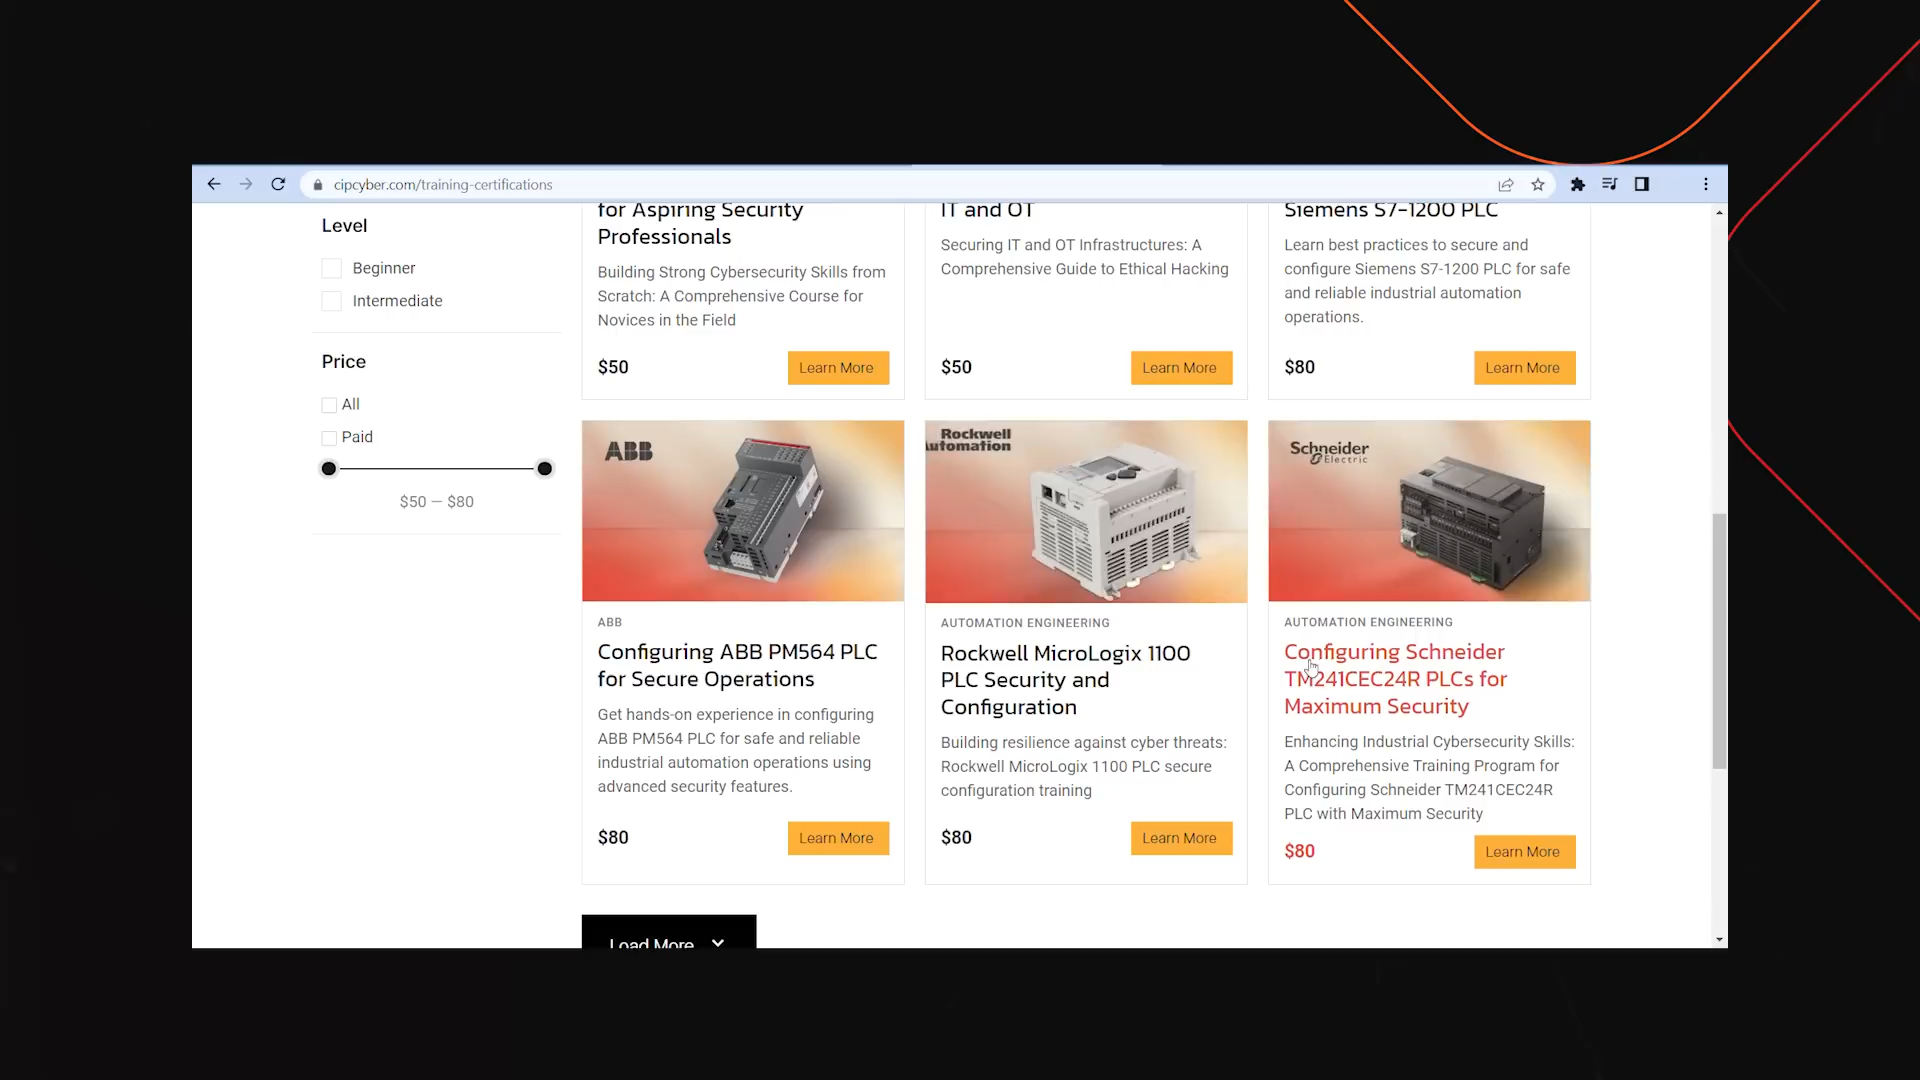 cipcyber.com/training-certifications
Level
Beginner
Intermediate
Price
All
Paid
$50 — $80
for Aspiring Security
Professionals
Building Strong Cybersecurity Skills from
Scratch: A Comprehensive Course for
Novices in the Field
$50
Learn More
IT and OT
Securing IT and OT Infrastructures: A
Comprehensive Guide to Ethical Hacking
$50
Learn More
Siemens S7-1200 PLC
Learn best practices to secure and
configure Siemens S7-1200 PLC for safe
and reliable industrial automation
operations.
$80
Learn More
ABB
ABB
Configuring ABB PM564 PLC
for Secure Operations
Get hands-on experience in configuring
ABB PM564 PLC for safe and reliable
industrial automation operations using
advanced security features.
$80
Learn More
Rockwell
Automation
AUTOMATION ENGINEERING
Rockwell MicroLogix 1100
PLC Security and
Configuration
Building resilience against cyber threats:
Rockwell MicroLogix 1100 PLC secure
configuration training
$80
Learn More
Schneider
Electric
AUTOMATION ENGINEERING
Configuring Schneider
TM241CEC24R PLCs for
Maximum Security
Enhancing Industrial Cybersecurity Skills:
A Comprehensive Training Program for
Configuring Schneider TM241CEC24R
PLC with Maximum Security
$80
Learn More
Load More